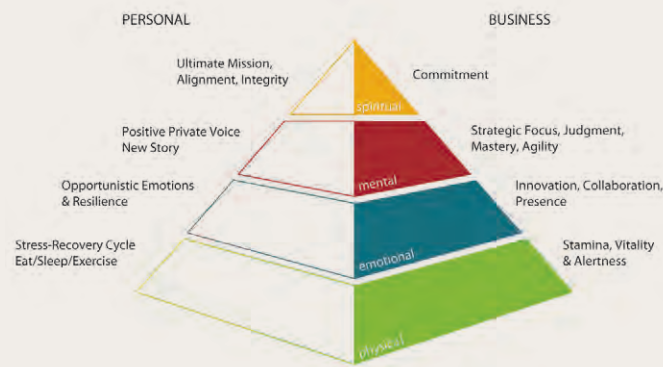 PERSONAL
BUSINESS
Ultimate Mission,
Alignment, Integrity
Commitment
spiritual
Positive Private Voice
New Story
Strategic Focus, Judgment,
Mastery, Agility
mental
Opportunistic Emotions
& Resilience
Innovation, Collaboration,
Presence
emotional
Stress-Recovery Cycle
Eat/Sleep/Exercise
Stamina, Vitality
& Alertness
physical